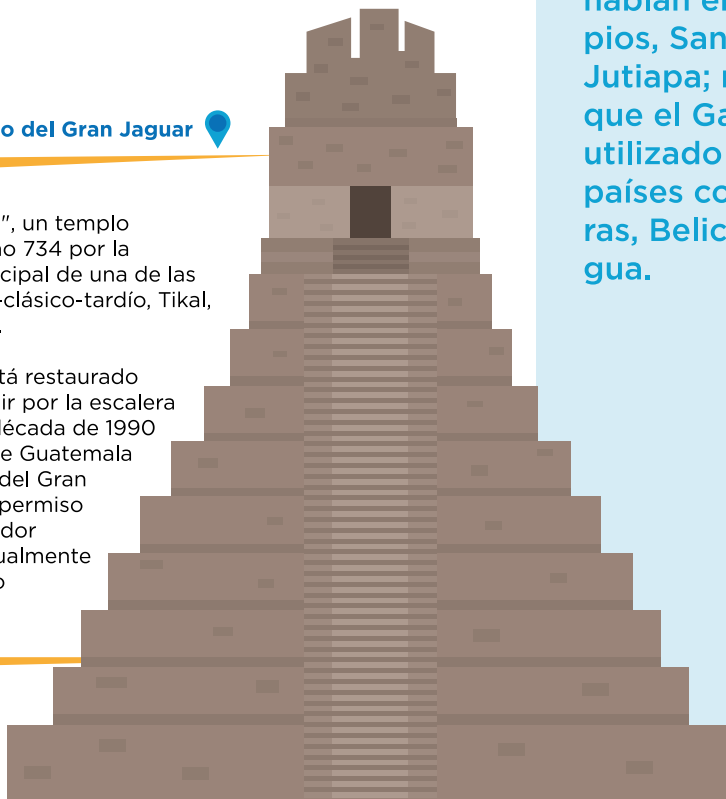 o del Gran Jaguar
", un templo
o 734 por la
cipal de una de las
-clásico-tardío, Tikal,
.
tá restaurado
ir por la escalera
década de 1990
e Guatemala
del Gran
permiso
dor
ualmente
o
hablan e
pios, San
Jutiapa;
que el Ga
utilizado
países co
ras, Belic
gua.